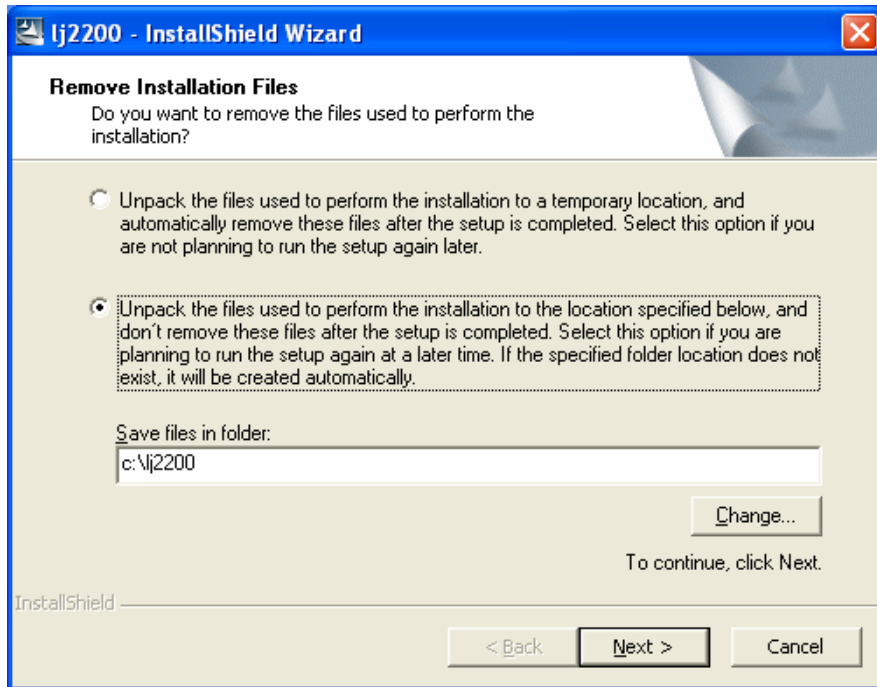 lj2200 - InstallShield Wizard
Remove Installation Files
Do you want to remove the files used to perform the
installation?
Unpack the files used to perform the installation to a temporary location, and
automatically remove these files after the setup is completed. Select this option if you
are not planning to run the setup again later.
Unpack the files used to perform the installation to the location specified below, and
don´t remove these files after the setup is completed. Select this option if you are
planning to run the setup again at a later time. If the specified folder location does not
exist, it will be created automatically.
Save files in folder:
c:\lj2200
Change...
To continue, click Next.
InstallShield
< Back
Next >
Cancel